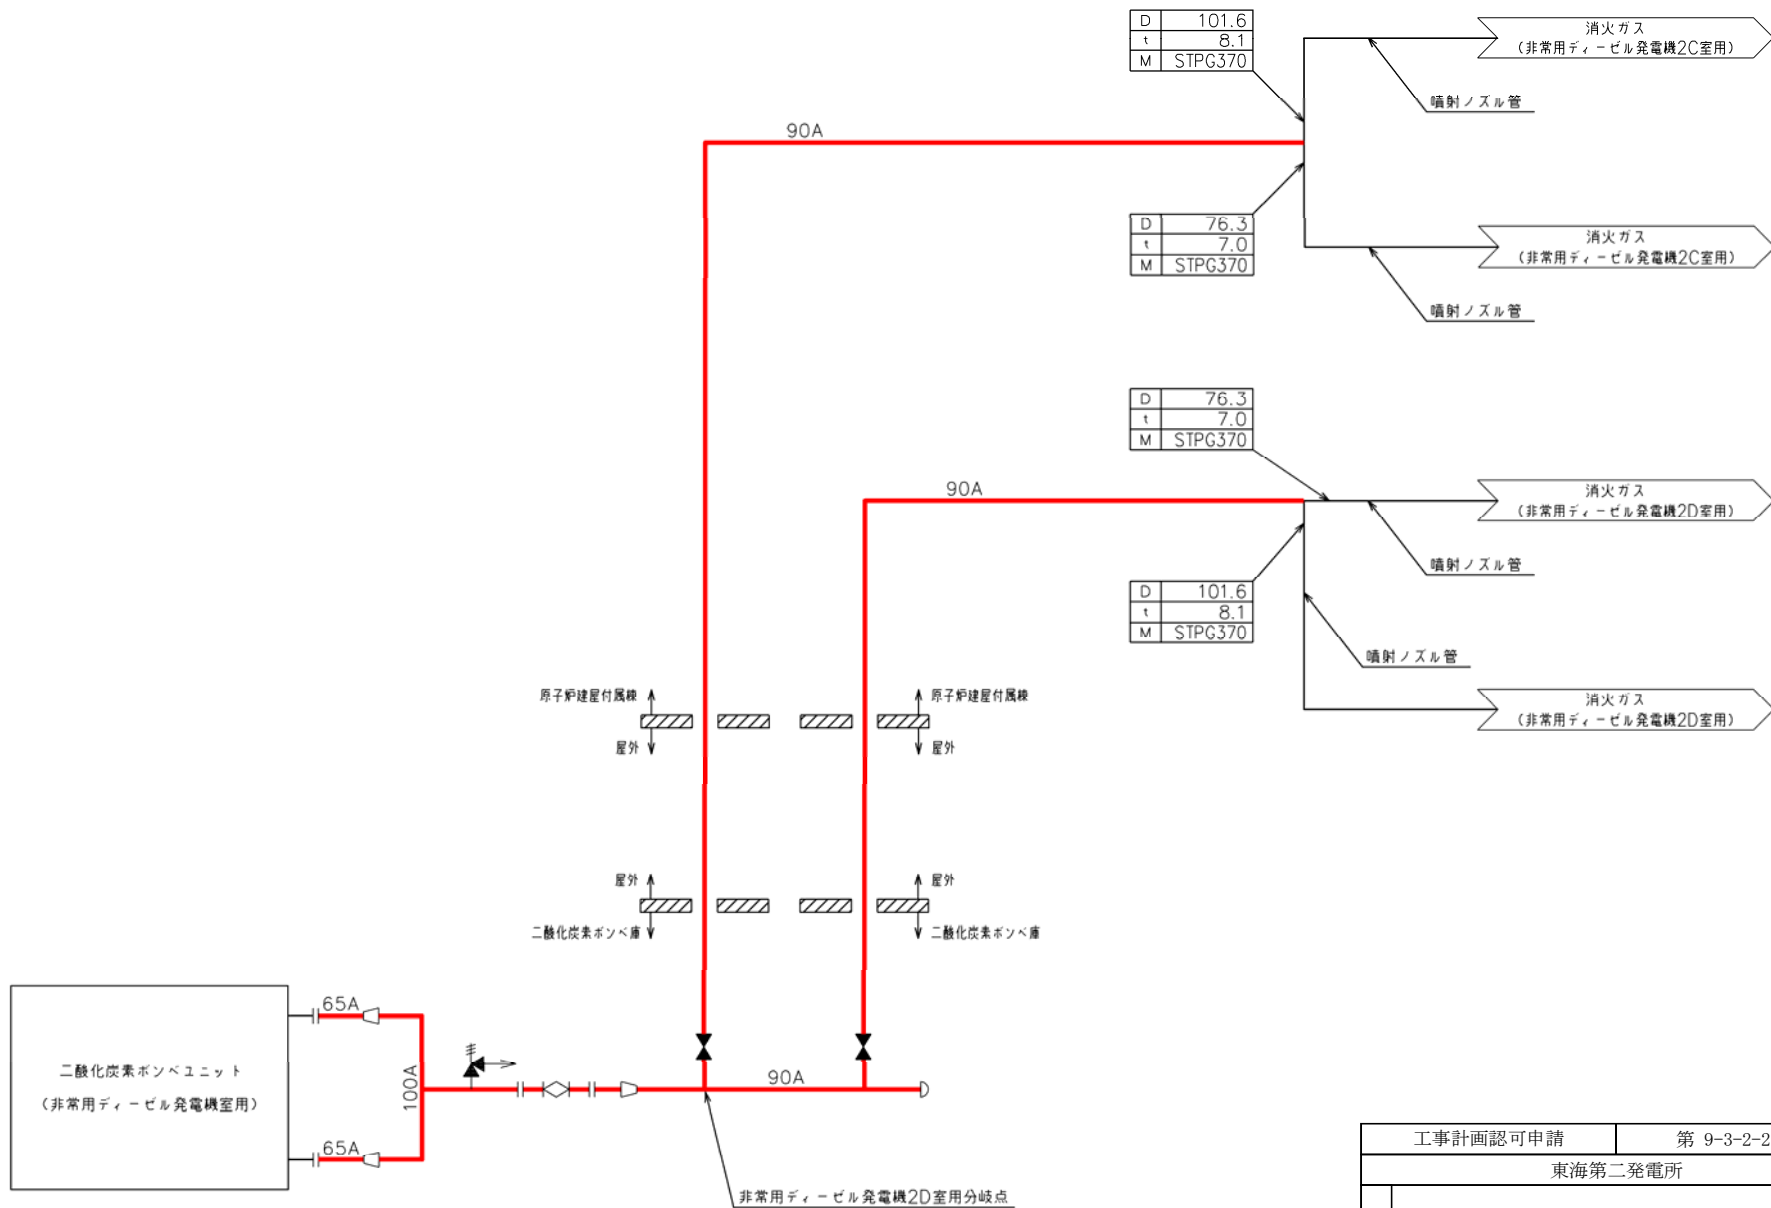 D 101.6
t 8.1
M STPG370
消火ガス
(非常用ディーゼル発電機2C室用)
噴射ノズル管
90A
D 76.3
t 7.0
M STPG370
消火ガス
(非常用ディーゼル発電機2C室用)
噴射ノズル管
D 76.3
t 7.0
M STPG370
90A
消火ガス
(非常用ディーゼル発電機2D室用)
噴射ノズル管
D 101.6
t 8.1
M STPG370
噴射ノズル管
消火ガス
(非常用ディーゼル発電機2D室用)
原子炉建屋付属棟
原子炉建屋付属棟
屋外
屋外
屋外
屋外
二酸化炭素ボンベ庫
二酸化炭素ボンベ庫
65A
二酸化炭素ボンベユニット
(非常用ディーゼル発電機室用)
100A
90A
65A
非常用ディーゼル発電機2D室用分岐点
工事計画認可申請 第 9-3-2-2
東海第二発電所